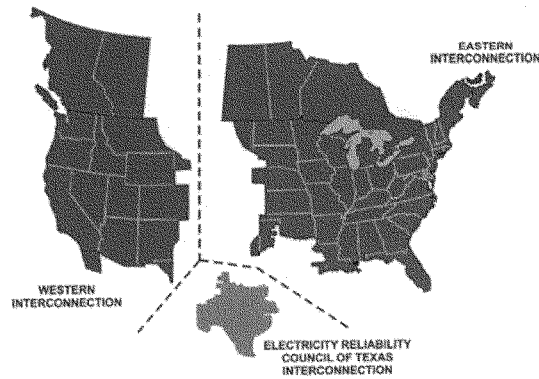 EASTERN
INTERCONNECTION
WESTERN
INTERCONNECTION
ELECTRICITY RELIABILITY
COUNCIL OF TEXAS
INTERCONNECTION